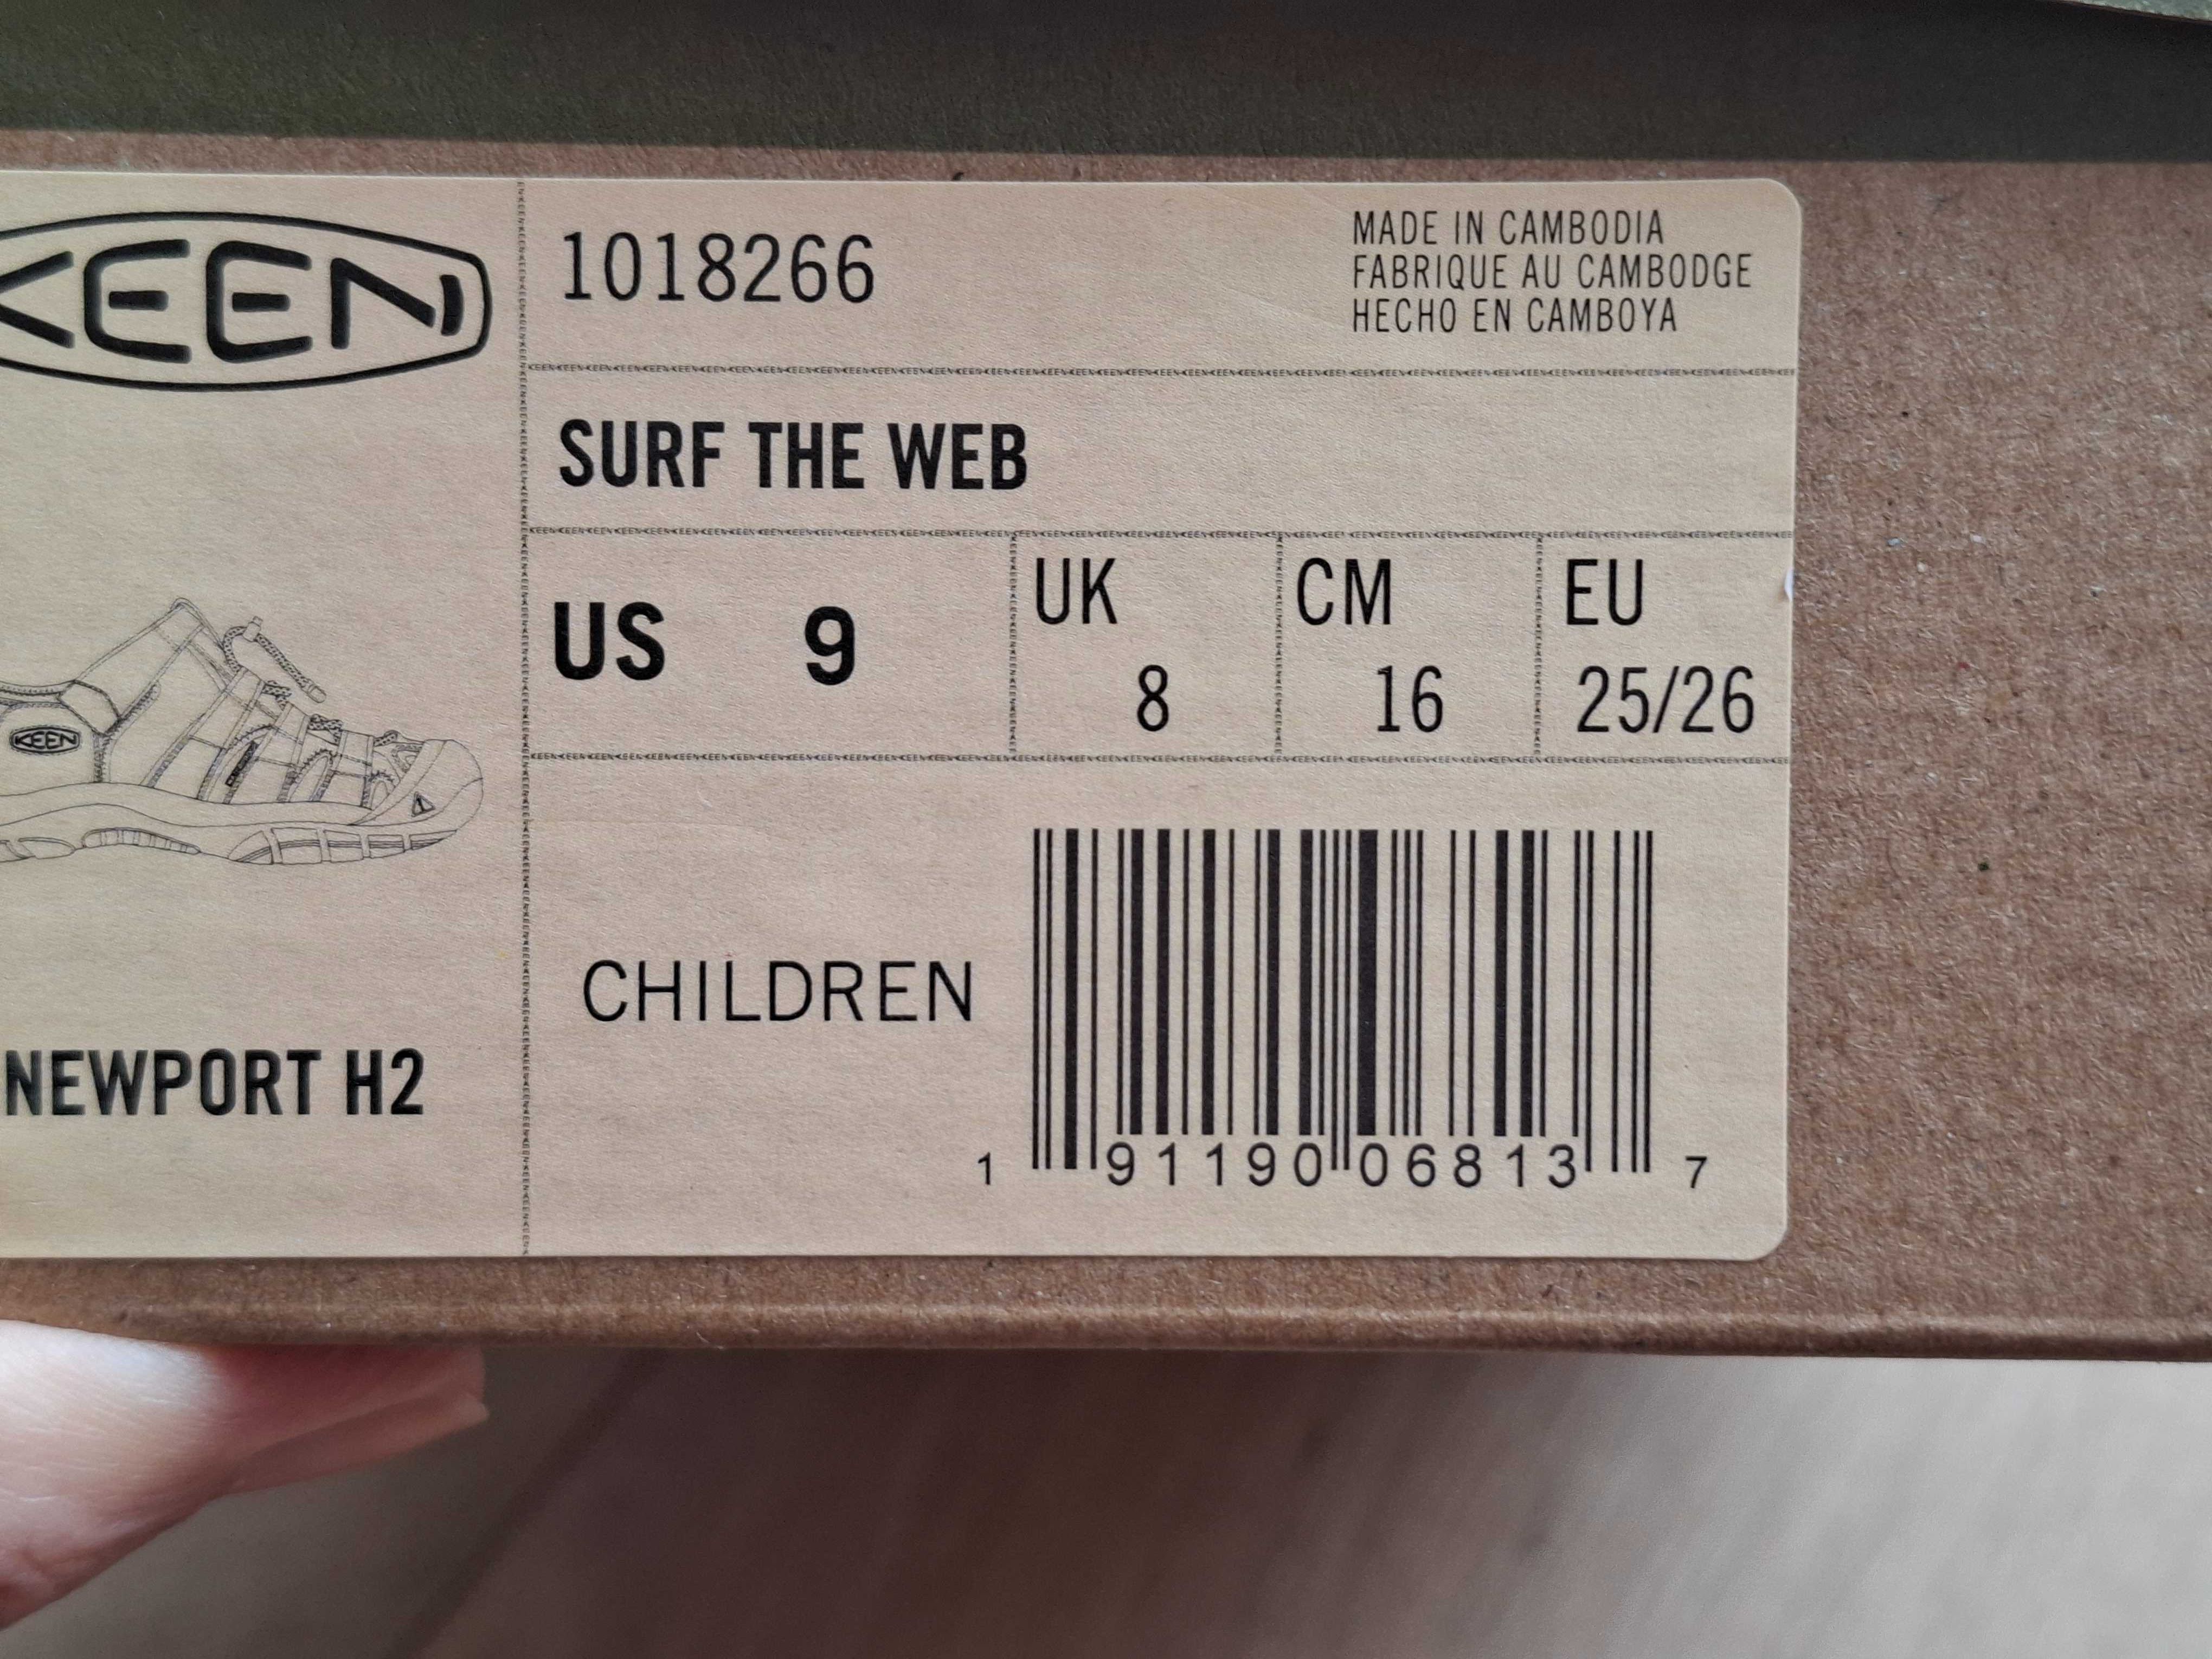 KEEN
1018266
MADE IN CAMBODIA
FABRIQUE AU CAMBODGE
HECHO EN CAMBOYA
SURF THE WEB
US 9
UK 8
CM 16
EU 25/26
KEEN
CHILDREN
NEWPORT H2
1 91190 06813 7